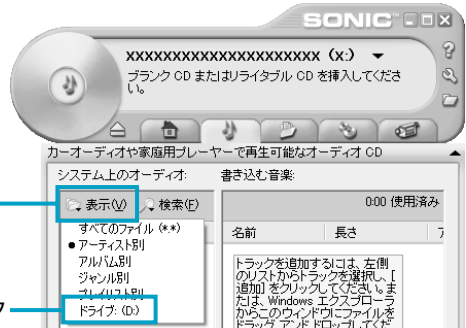 SONIC
XXXXXXXXXXXXXXXXXXXXXX (x:)
ブランク CD またはリライタブル CD を挿入してくださ
い。
カーオーディオや家庭用プレーヤーで再生可能なオーディオ CD
システム上のオーディオ:
書き込む音楽:
表示(V)
検索(F)
0:00 (使用済み
すべてのファイル (*.*)
アーティスト別
アルバム別
ジャンル別
プレイリスト別
ドライブ: (D:)
名前
長さ
トラックを追加するには、左側
のリストからトラックを選択し、[
追加] をクリックしてください。ま
たは、Windows エクスプローラ
からこのウィンドウにファイルを
ドラッグ アンド ドロップしてくだ